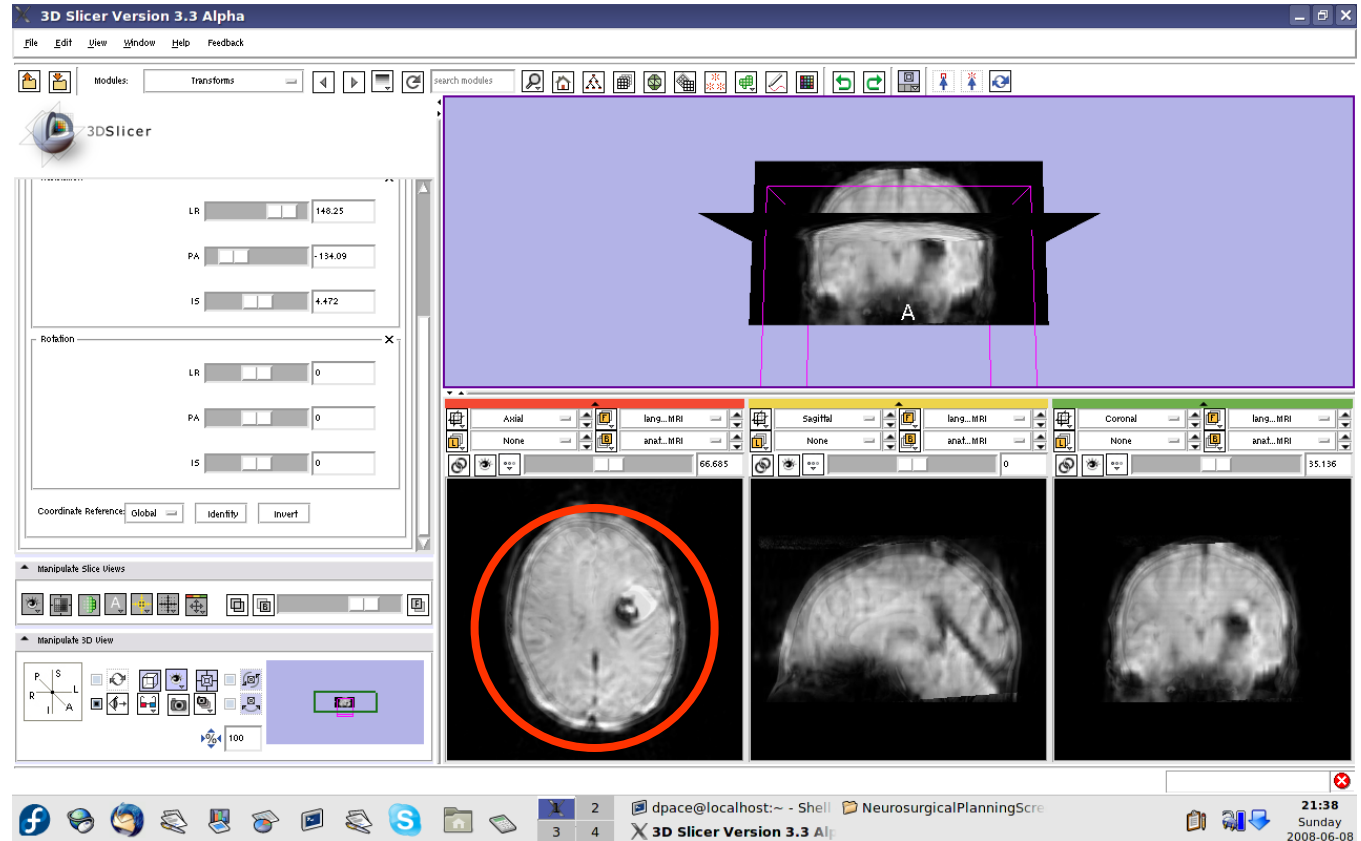 3D Slicer Version 3.3 Alpha
File Edit View Window Help Feedback
Modules: Transforms search modules
3DSlicer
LR 148.25
PA -134.09
IS 4.472
Rotation
LR 0
PA 0
IS 0
Coordinate Reference: Global Identify Invert
Manipulate Slice Views
Manipulate 3D View
P S
R L
I A
% 100
A
Axial F lang...MRI
L None B anat...MRI
66.685
Sagittal F lang...MRI
L None B anat...MRI
0
Coronal F lang...MRI
L None B anat...MRI
35.136
1 2
3 4
dpace@localhost:~ - Shell NeurosurgicalPlanningScre
3D Slicer Version 3.3 Alp
21:38
Sunday
2008-06-08